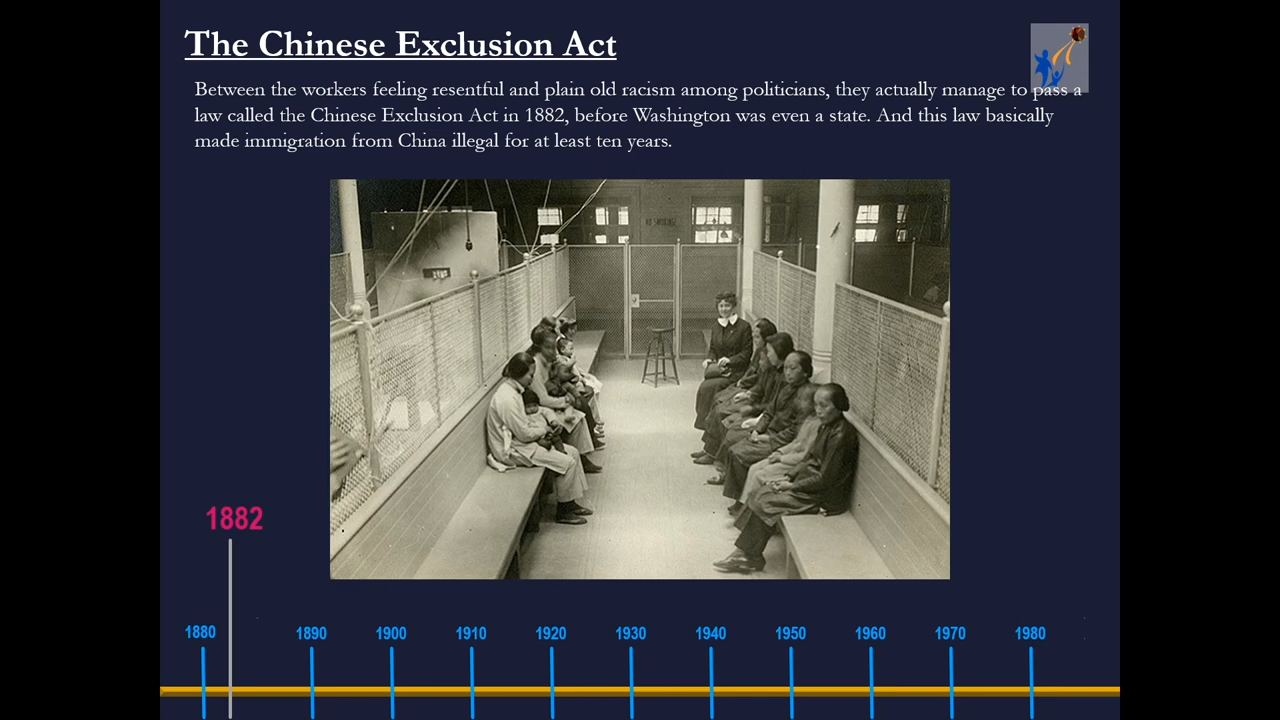 The Chinese Exclusion Act
Between the workers feeling resentful and plain old racism among politicians, they actually manage to pass a
law called the Chinese Exclusion Act in 1882, before Washington was even a state. And this law basically
made immigration from China illegal for at least ten years.
1882
1880 1890 1900 1910 1920 1930 1940 1950 1960 1970 1980